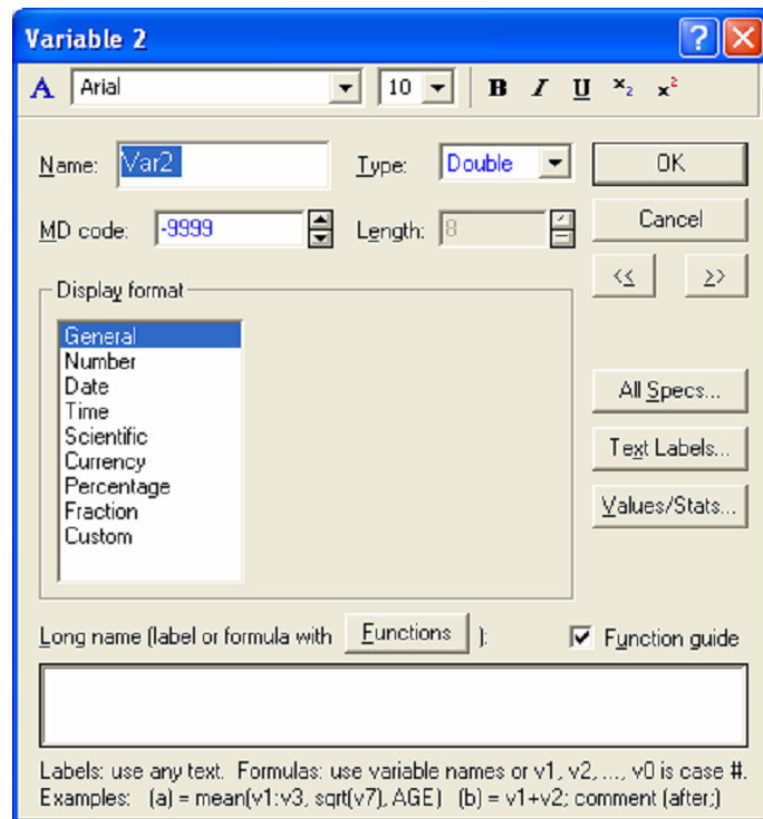 Variable 2
A Arial 10 B I U x₂ x²
Name: Var2 Type: Double OK
MD code: -9999 Length: 8 Cancel
<< >>
Display format
General
Number
Date
Time
Scientific
Currency
Percentage
Fraction
Custom
All Specs...
Text Labels...
Values/Stats...
Long name (label or formula with Functions ): Function guide
Labels: use any text. Formulas: use variable names or v1, v2, ..., v0 is case #.
Examples: (a) = mean(v1:v3, sqrt(v7), AGE) (b) = v1+v2; comment (after;)